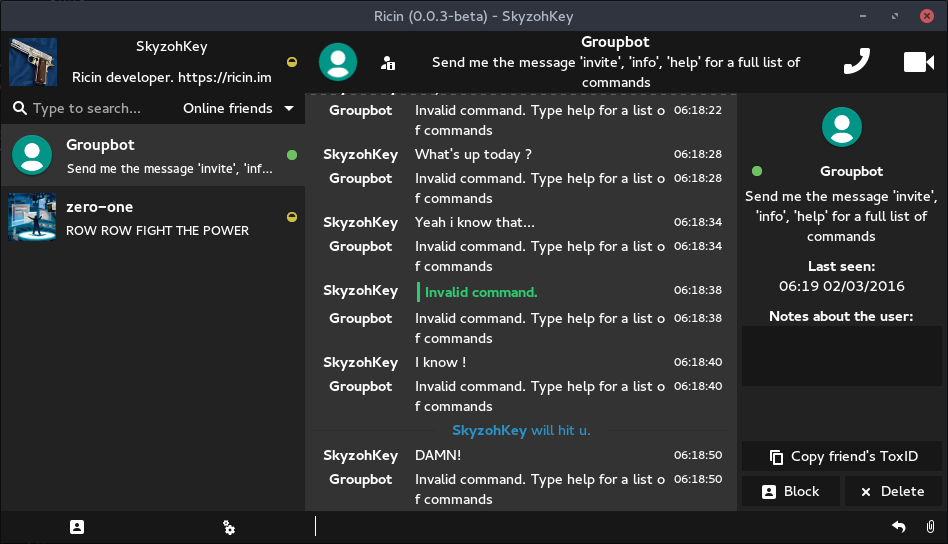 Ricin (0.0.3-beta) - SkyzohKey
SkyzohKey
Ricin developer. https://ricin.im
Type to search...
Online friends
Groupbot
Send me the message 'invite', 'inf...
zero-one
ROW ROW FIGHT THE POWER
Groupbot
Send me the message 'invite', 'info', 'help' for a full list of
commands
Groupbot Invalid command. Type help for a list o 06:18:22
f commands
SkyzohKey What's up today ? 06:18:28
Groupbot Invalid command. Type help for a list o 06:18:28
f commands
SkyzohKey Yeah i know that... 06:18:34
Groupbot Invalid command. Type help for a list o 06:18:34
f commands
SkyzohKey Invalid command. 06:18:38
Groupbot Invalid command. Type help for a list o 06:18:38
f commands
SkyzohKey I know ! 06:18:40
Groupbot Invalid command. Type help for a list o 06:18:40
f commands
SkyzohKey will hit u.
SkyzohKey DAMN! 06:18:50
Groupbot Invalid command. Type help for a list o 06:18:50
f commands
Groupbot
Send me the message 'invite',
'info', 'help' for a full list of
commands
Last seen:
06:19 02/03/2016
Notes about the user:
Copy friend's ToxID
Block
Delete